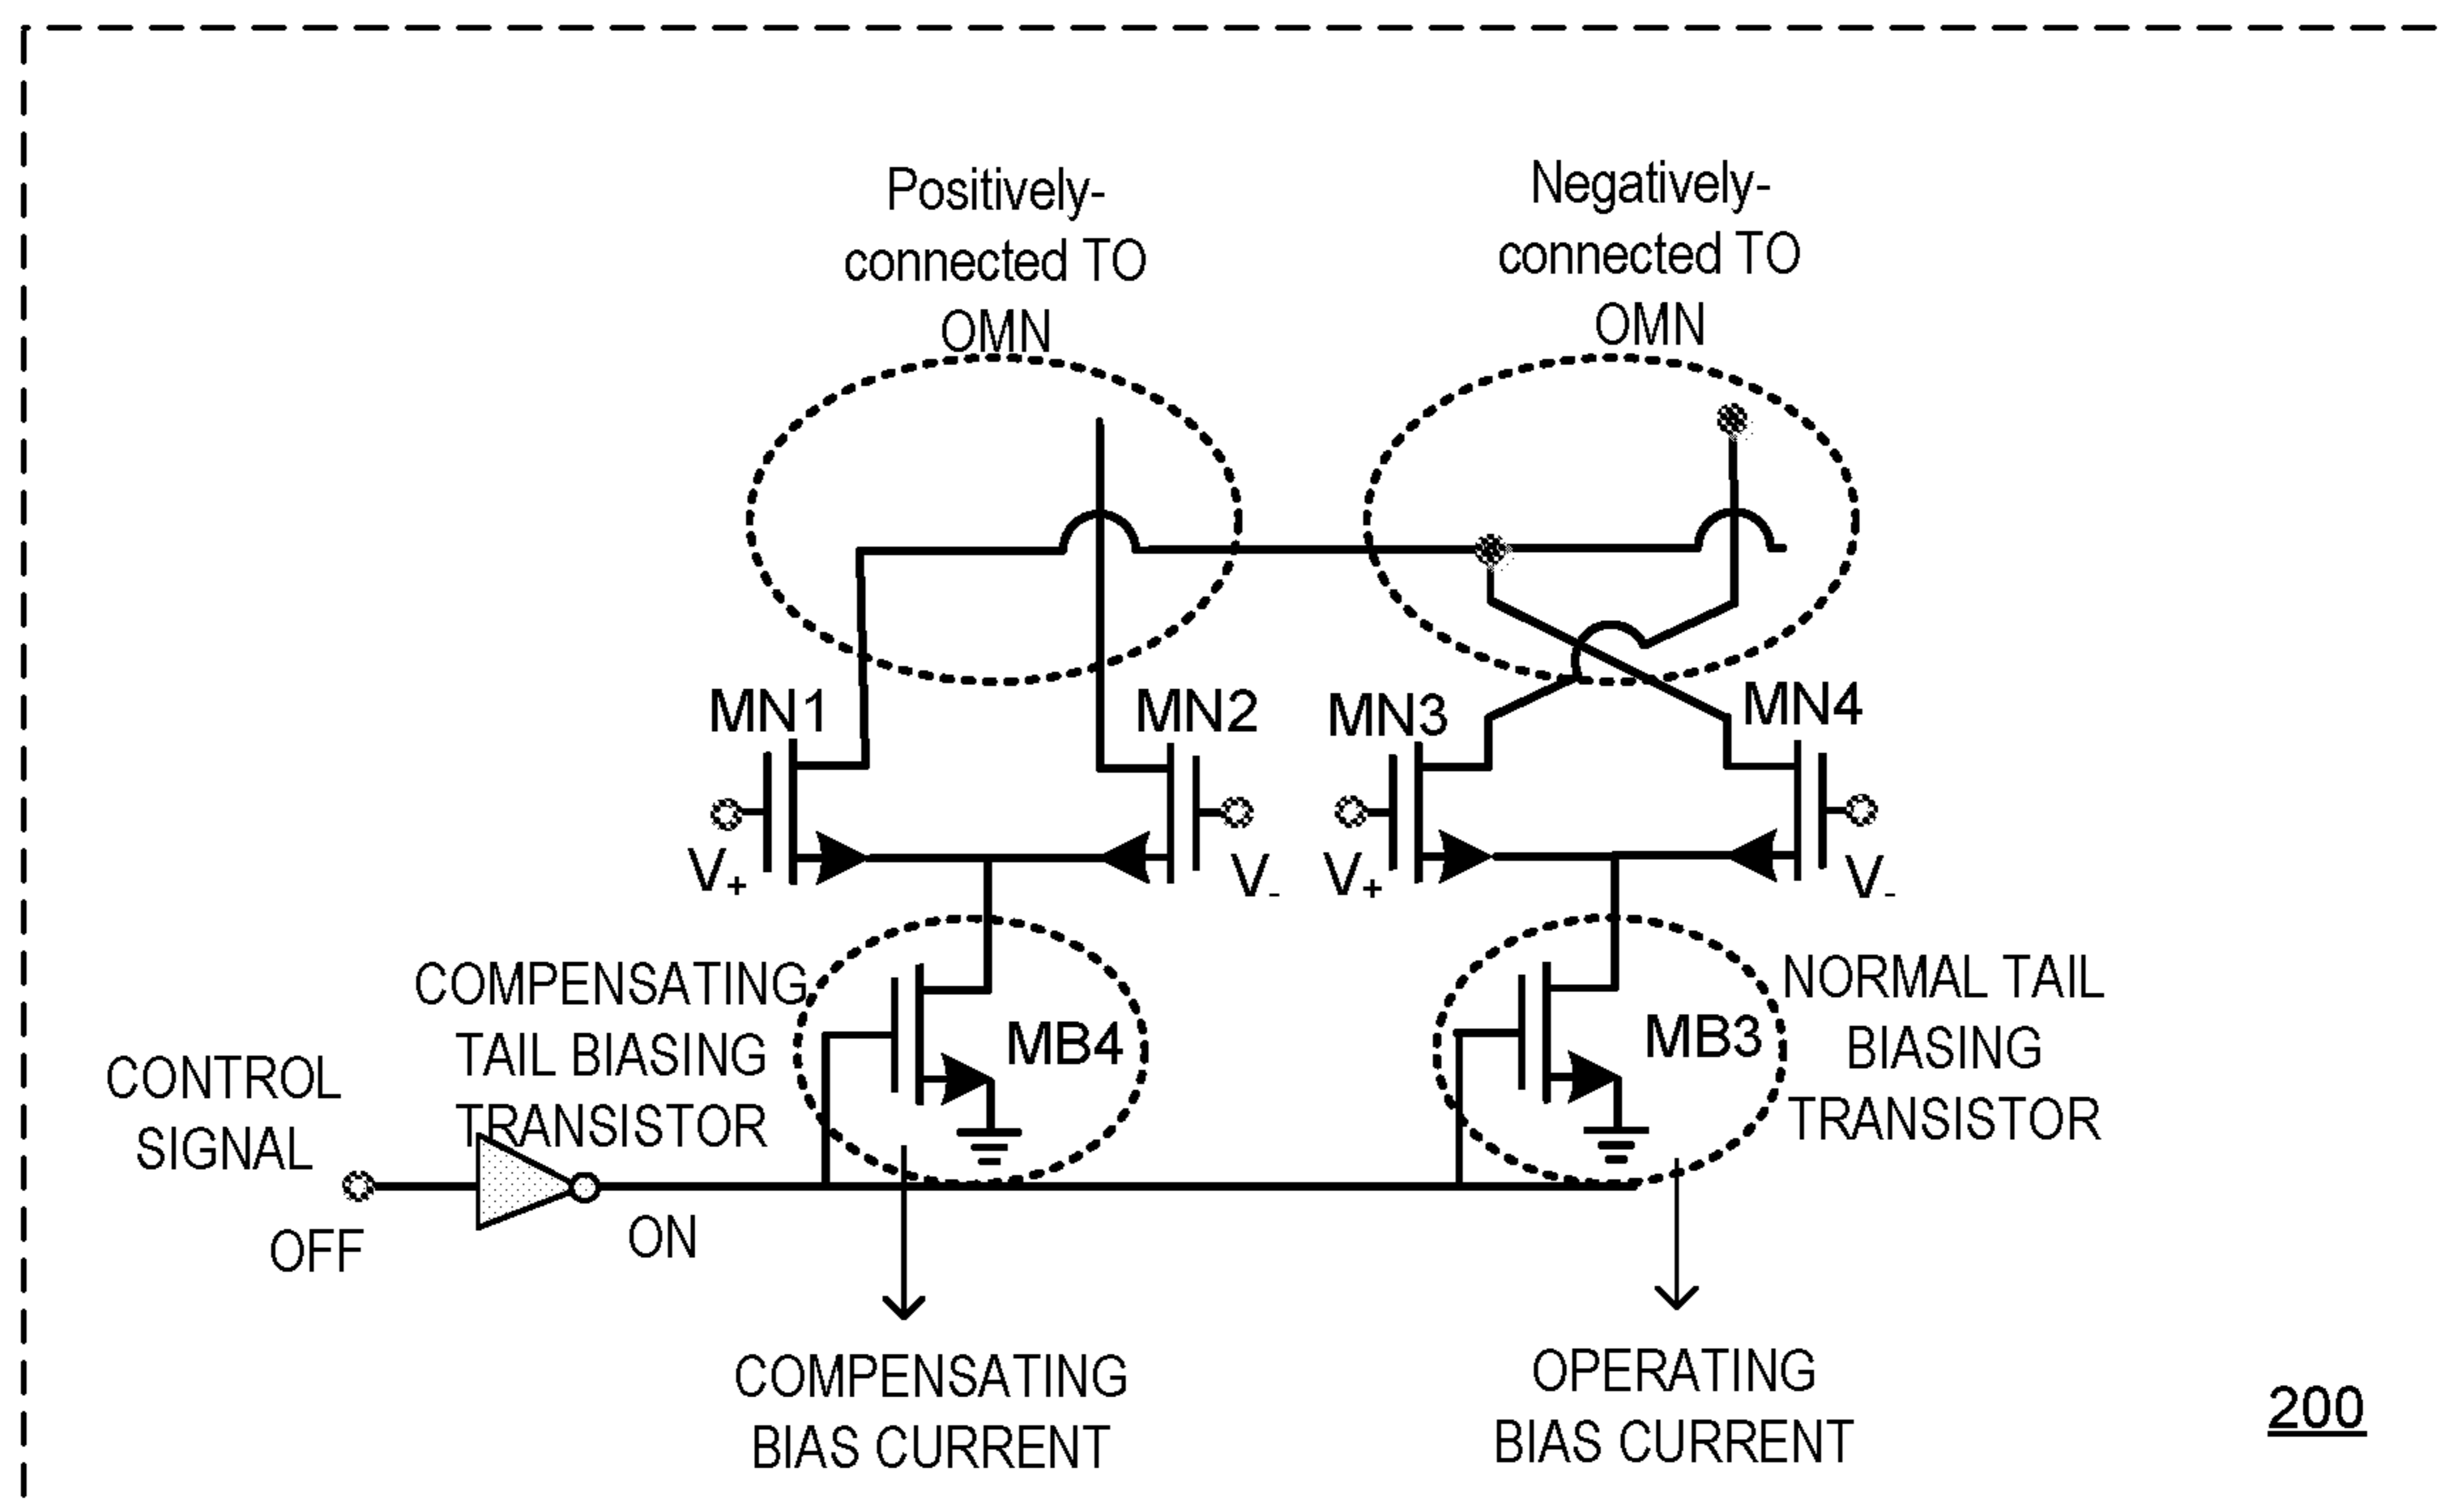 Positively-
connected TO
OMN
Negatively-
connected TO
OMN
MN1
MN2
MN3
MN4
V+
V-
V+
V-
COMPENSATING
TAIL BIASING
TRANSISTOR
MB4
MB3
NORMAL TAIL
BIASING
TRANSISTOR
CONTROL
SIGNAL
OFF
ON
COMPENSATING
BIAS CURRENT
OPERATING
BIAS CURRENT
200